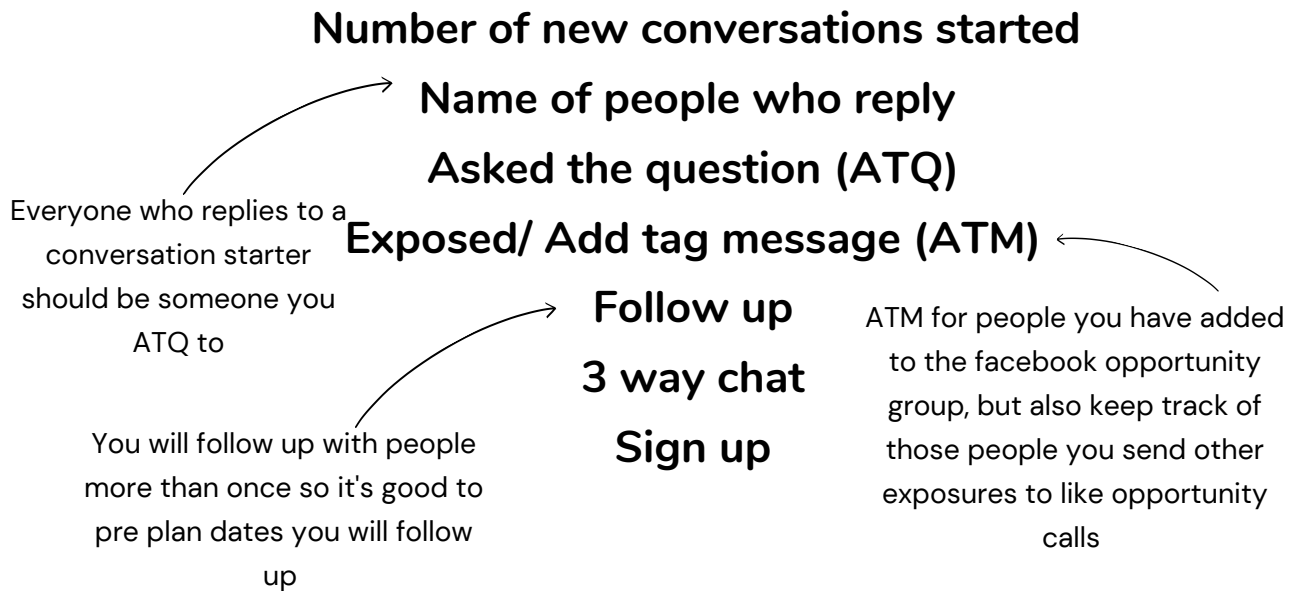 Number of new conversations started
Name of people who reply
Asked the question (ATQ)
Exposed/ Add tag message (ATM)
Follow up
3 way chat
Sign up
Everyone who replies to a
conversation starter
should be someone you
ATQ to
You will follow up with people
more than once so it's good to
pre plan dates you will follow
up
ATM for people you have added
to the facebook opportunity
group, but also keep track of
those people you send other
exposures to like opportunity
calls